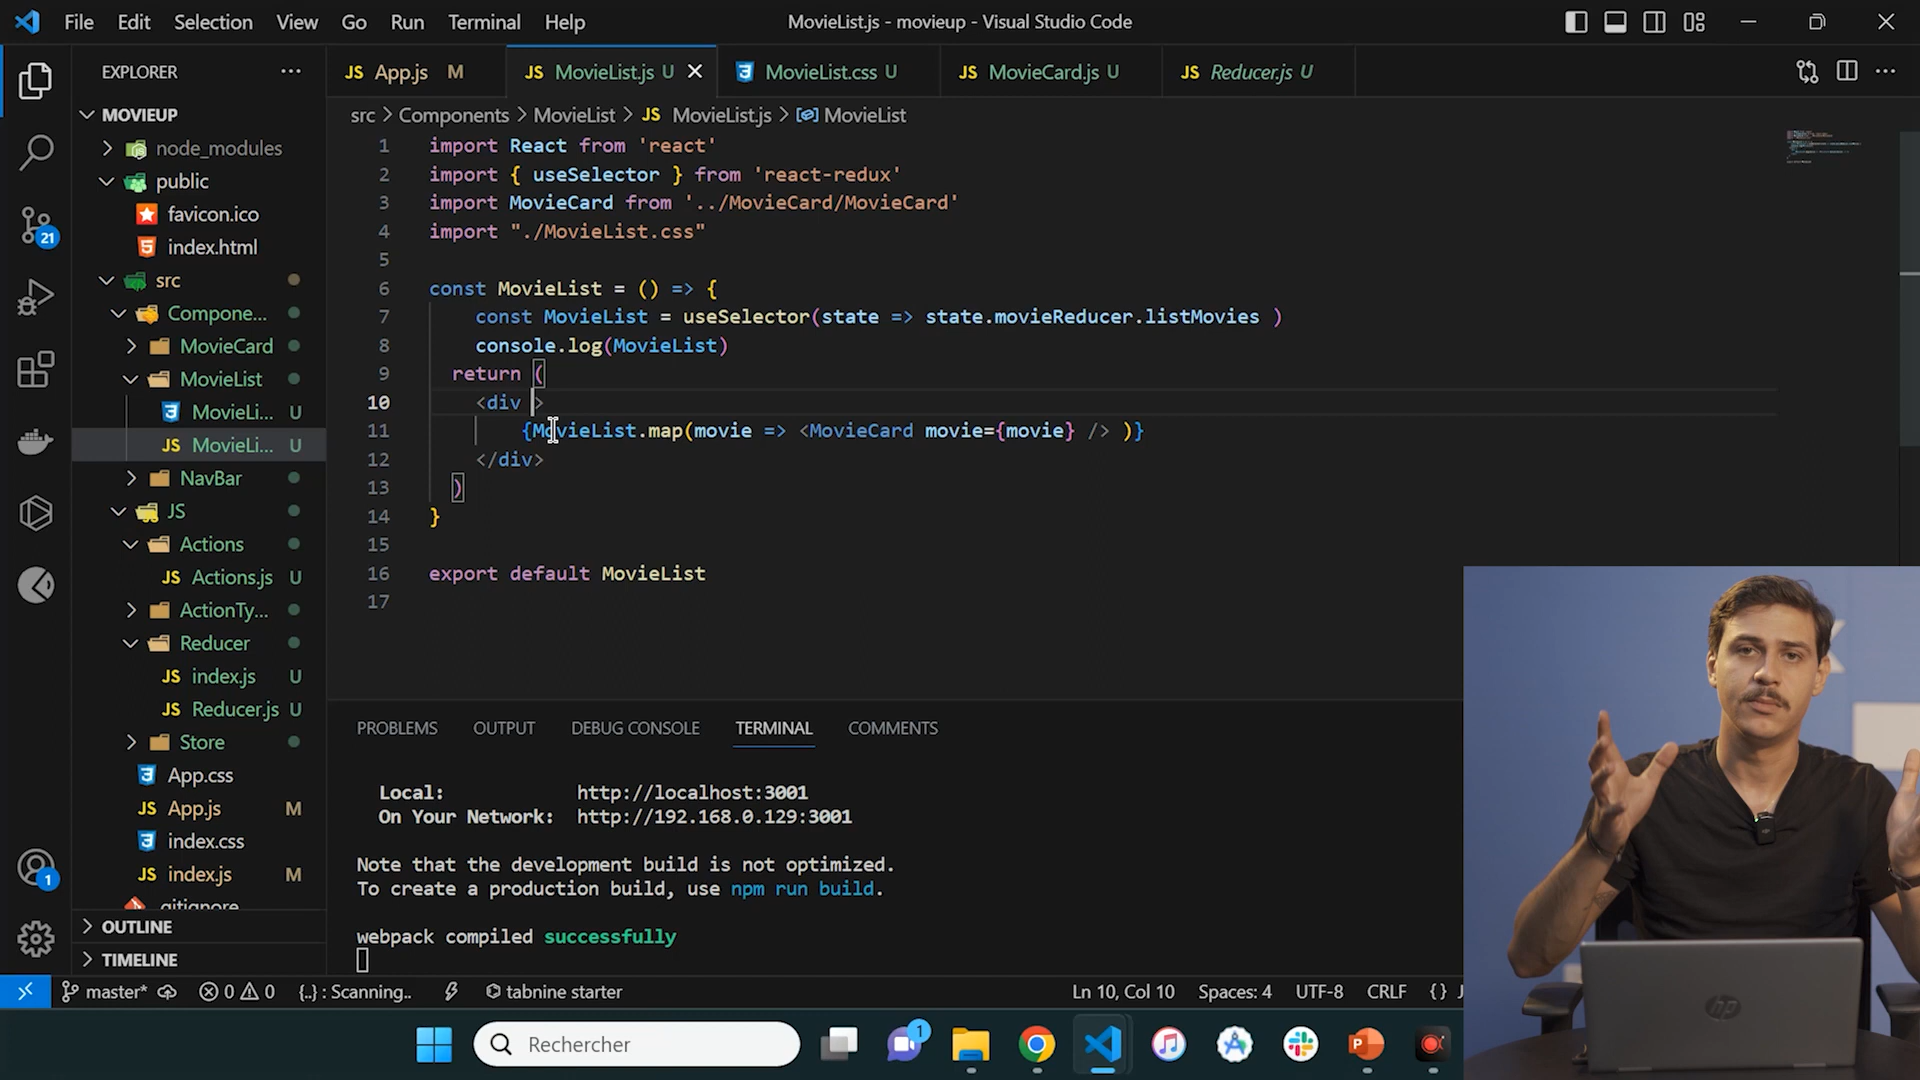 File Edit Selection View Go Run Terminal Help
MovieList.js - movieup - Visual Studio Code
EXPLORER
JS App.js M
JS MovieList.js U
MovieList.css U
JS MovieCard.js U
JS Reducer.js U
MOVIEUP
node_modules
public
favicon.ico
index.html
src
Compone...
MovieCard
MovieList
MovieLi... U
JS MovieLi... U
NavBar
JS
Actions
JS Actions.js U
ActionTy...
Reducer
JS index.js U
JS Reducer.js U
Store
App.css
JS App.js M
index.css
JS index.js M
.gitignore
OUTLINE
TIMELINE
21
1
src > Components > MovieList > JS MovieList.js > MovieList
1 import React from 'react'
2 import { useSelector } from 'react-redux'
3 import MovieCard from '../MovieCard/MovieCard'
4 import "./MovieList.css"
5
6 const MovieList = () => {
7 const MovieList = useSelector(state => state.movieReducer.listMovies )
8 console.log(MovieList)
9 return (
10 <div >
11 {MovieList.map(movie => <MovieCard movie={movie} /> )}
12 </div>
13 )
14 }
15
16 export default MovieList
17
PROBLEMS OUTPUT DEBUG CONSOLE TERMINAL COMMENTS
Local: http://localhost:3001
On Your Network: http://192.168.0.129:3001
Note that the development build is not optimized.
To create a production build, use npm run build.
webpack compiled successfully
master* 0 0 {..} : Scanning.. tabnine starter
Ln 10, Col 10 Spaces: 4 UTF-8 CRLF {} J
Rechercher
1
hp